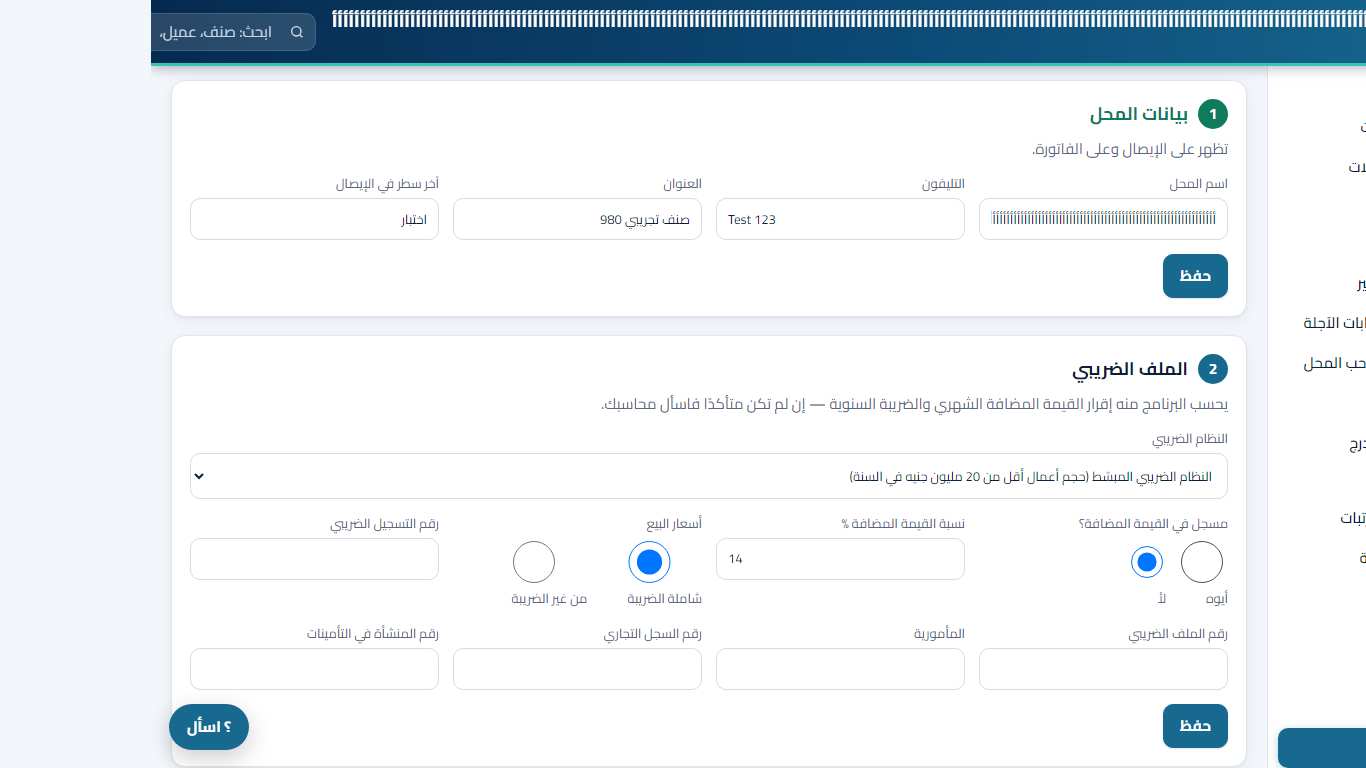 ابحث: صنف، عميل،
1 بيانات المحل
تظهر على الإيصال وعلى الفاتورة.
اسم المحل
التليفون
العنوان
آخر سطر في الإيصال
Test 123
صنف تجريبي 980
اختبار
حفظ
2 الملف الضريبي
يحسب البرنامج منه إقرار القيمة المضافة الشهري والضريبة السنوية — إن لم تكن متأكدًا فاسأل محاسبك.
النظام الضريبي
النظام الضريبي المبسّط (حجم أعمال أقل من 20 مليون جنيه في السنة)
مسجل في القيمة المضافة؟
نسبة القيمة المضافة %
أسعار البيع
رقم التسجيل الضريبي
14
أيوه
لأ
شاملة الضريبة
من غير الضريبة
رقم الملف الضريبي
المأمورية
رقم السجل التجاري
رقم المنشأة في التأمينات
حفظ
؟ اسأل